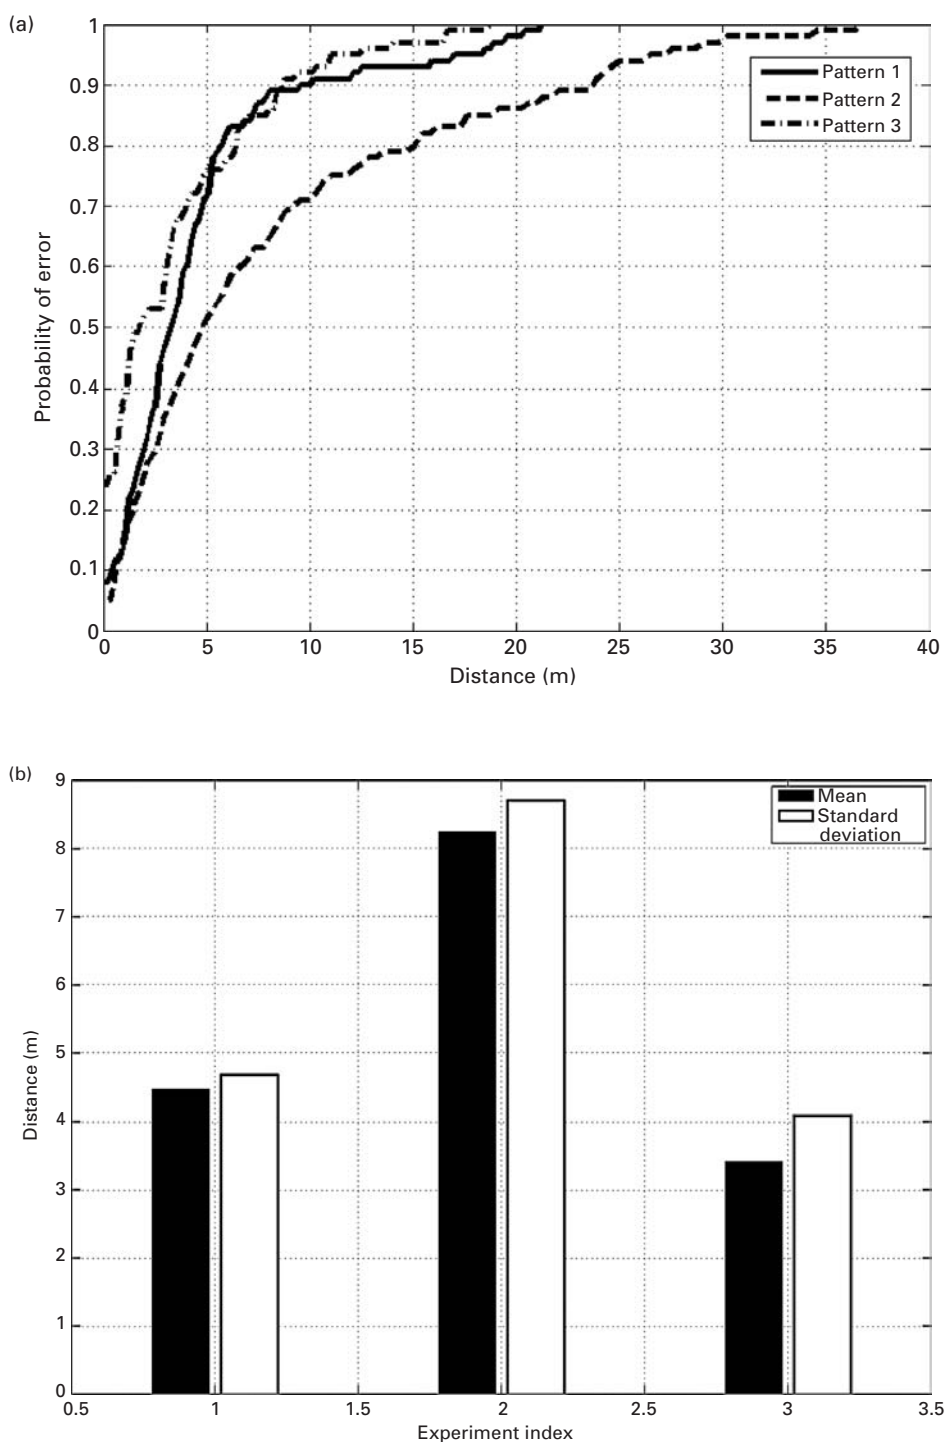 (a)
1
0.9
0.8
0.7
0.6
0.5
0.4
0.3
0.2
0.1
0
Probability of error
Pattern 1
Pattern 2
Pattern 3
0 5 10 15 20 25 30 35 40
Distance (m)
(b)
9
8
7
6
5
4
3
2
1
0
Distance (m)
Mean
Standard
deviation
0.5 1 1.5 2 2.5 3 3.5
Experiment index